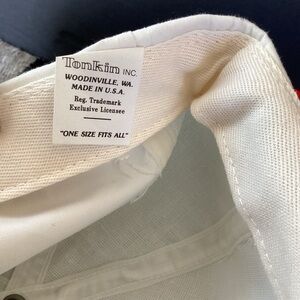 Tonkin INC.
WOODINVILLE, WA.
MADE IN U.S.A.
Reg. Trademark
Exclusive Licensee
"ONE SIZE FITS ALL"